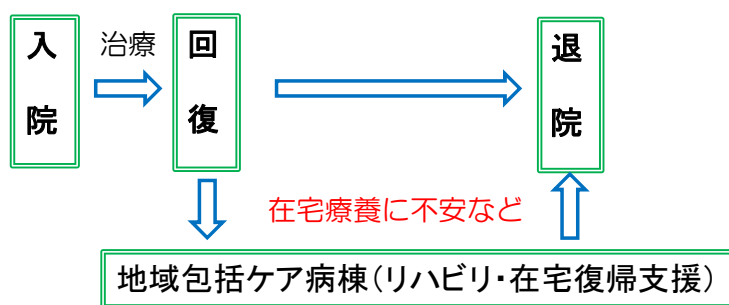 入院
治療
回復
退院
在宅療養に不安など
地域包括ケア病棟(リハビリ・在宅復帰支援)